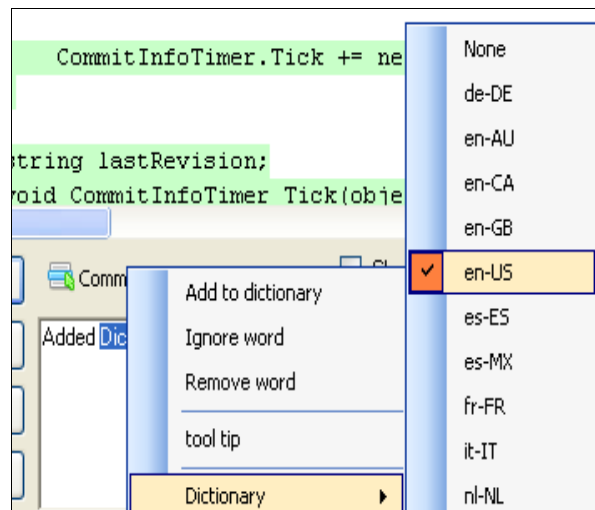 CommitInfoTimer.Tick += ne
string lastRevision;
void CommitInfoTimer_Tick(obje
Comm
Added Dic
Add to dictionary
Ignore word
Remove word
tool tip
Dictionary
None
de-DE
en-AU
en-CA
en-GB
en-US
es-ES
es-MX
fr-FR
it-IT
nl-NL